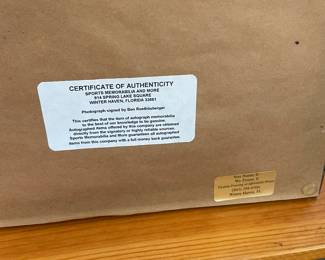 CERTIFICATE OF AUTHENTICITY
SPORTS MEMORABILIA AND MORE
514 SPRING LAKE SQUARE
WINTER HAVEN, FLORIDA 33881
Photograph signed by Ben Roethlisberger
This certifies that the item of autograph memorabilia
to the best of our knowledge to be genuine.
Autographed items offered by this company are obtained
directly from the signatory or highly reliable sources.
Sports Memorabilia and More guarantees all autographed
items from this company with a full money back guarantee.